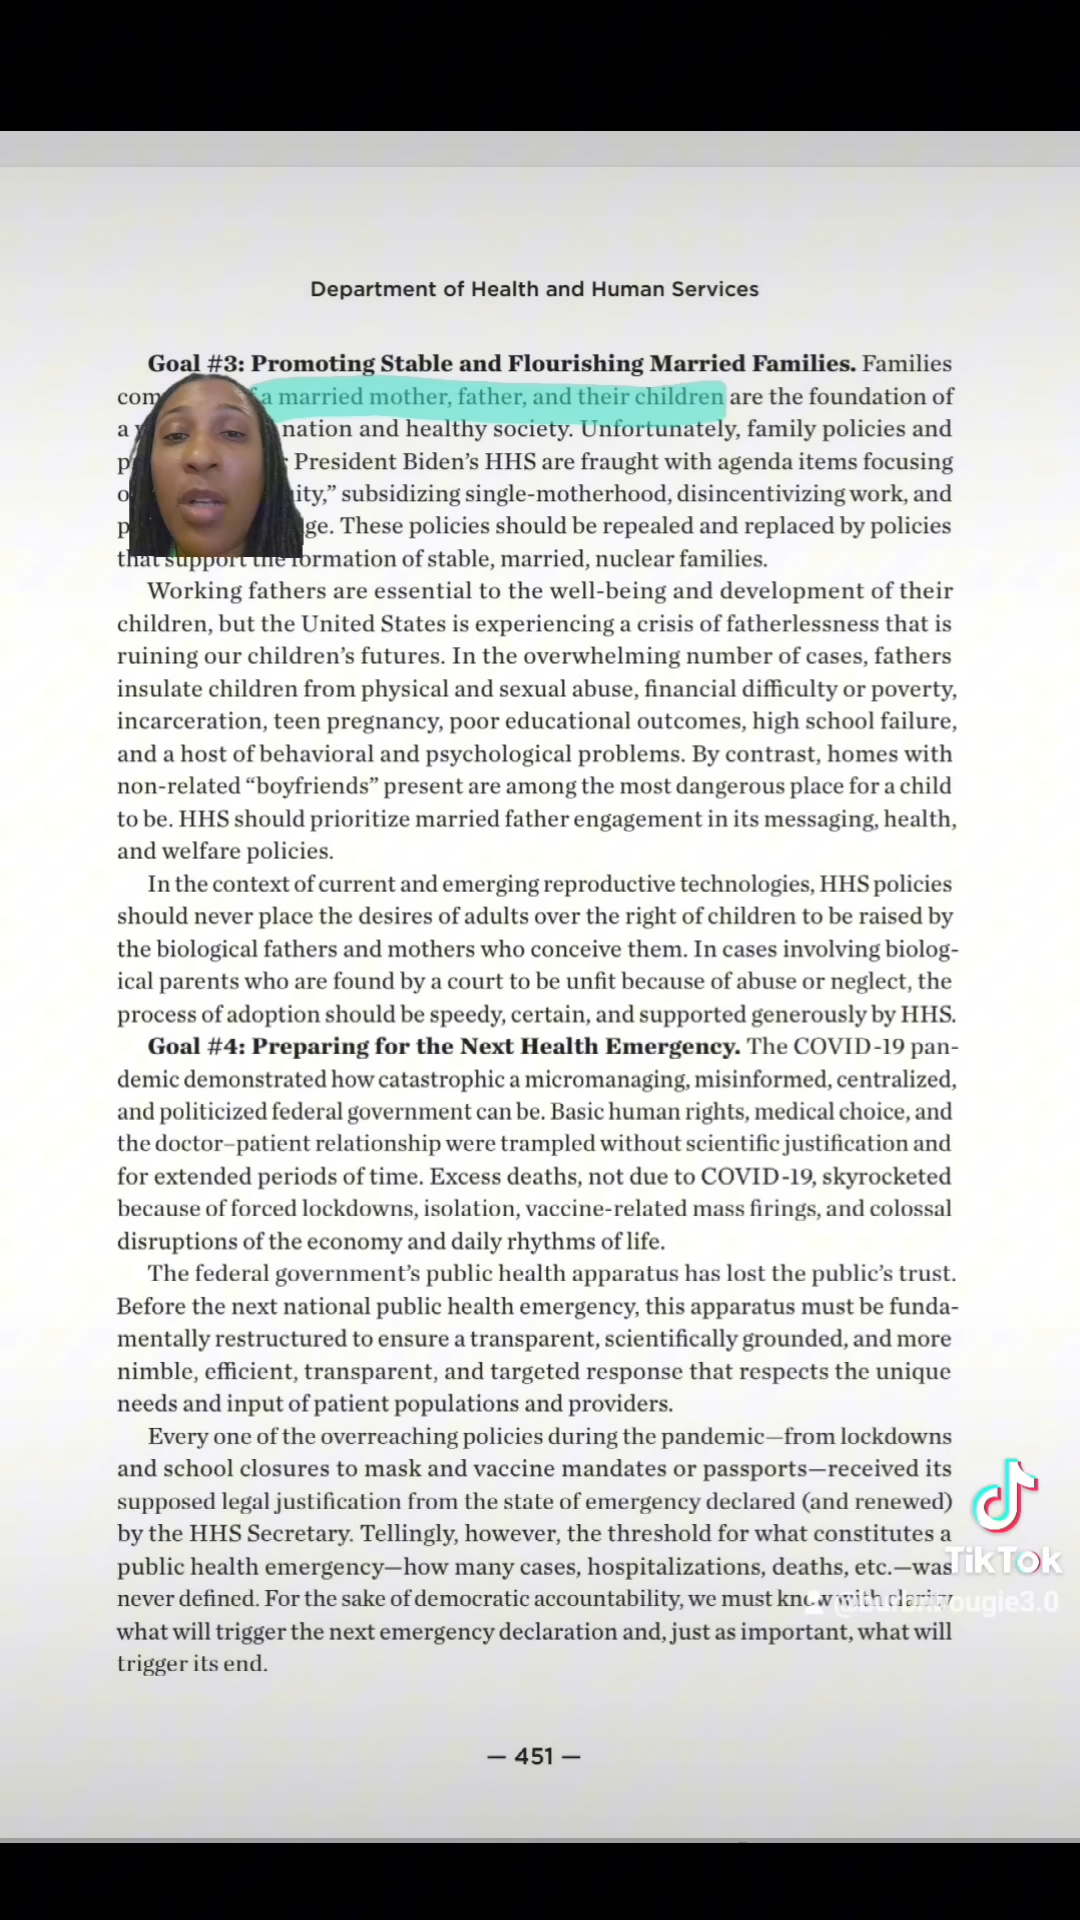 Department of Health and Human Services
Goal #3: Promoting Stable and Flourishing Married Families. Families
com a married mother, father, and their children are the foundation of
a nation and healthy society. Unfortunately, family policies and
President Biden’s HHS are fraught with agenda items focusing
ity,” subsidizing single-motherhood, disincentivizing work, and
ge. These policies should be repealed and replaced by policies
that support the formation of stable, married, nuclear families.
Working fathers are essential to the well-being and development of their
children, but the United States is experiencing a crisis of fatherlessness that is
ruining our children’s futures. In the overwhelming number of cases, fathers
insulate children from physical and sexual abuse, financial difficulty or poverty,
incarceration, teen pregnancy, poor educational outcomes, high school failure,
and a host of behavioral and psychological problems. By contrast, homes with
non-related “boyfriends” present are among the most dangerous place for a child
to be. HHS should prioritize married father engagement in its messaging, health,
and welfare policies.
In the context of current and emerging reproductive technologies, HHS policies
should never place the desires of adults over the right of children to be raised by
the biological fathers and mothers who conceive them. In cases involving biolog-
ical parents who are found by a court to be unfit because of abuse or neglect, the
process of adoption should be speedy, certain, and supported generously by HHS.
Goal #4: Preparing for the Next Health Emergency. The COVID-19 pan-
demic demonstrated how catastrophic a micromanaging, misinformed, centralized,
and politicized federal government can be. Basic human rights, medical choice, and
the doctor–patient relationship were trampled without scientific justification and
for extended periods of time. Excess deaths, not due to COVID-19, skyrocketed
because of forced lockdowns, isolation, vaccine-related mass firings, and colossal
disruptions of the economy and daily rhythms of life.
The federal government’s public health apparatus has lost the public’s trust.
Before the next national public health emergency, this apparatus must be funda-
mentally restructured to ensure a transparent, scientifically grounded, and more
nimble, efficient, transparent, and targeted response that respects the unique
needs and input of patient populations and providers.
Every one of the overreaching policies during the pandemic—from lockdowns
and school closures to mask and vaccine mandates or passports—received its
supposed legal justification from the state of emergency declared (and renewed)
by the HHS Secretary. Tellingly, however, the threshold for what constitutes a
public health emergency—how many cases, hospitalizations, deaths, etc.—was
never defined. For the sake of democratic accountability, we must know with clarity
what will trigger the next emergency declaration and, just as important, what will
trigger its end.
— 451 —
TikTok